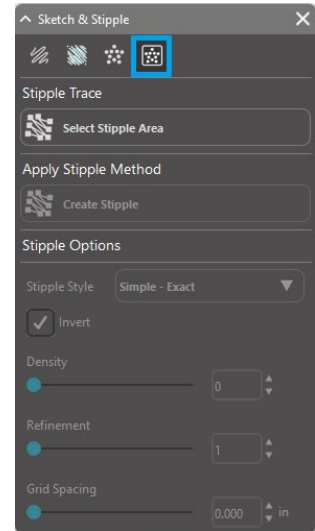 Sketch & Stipple
Stipple Trace
Select Stipple Area
Apply Stipple Method
Create Stipple
Stipple Options
Stipple Style Simple - Exact
Invert
Density
0
Refinement
1
Grid Spacing
0.000 in